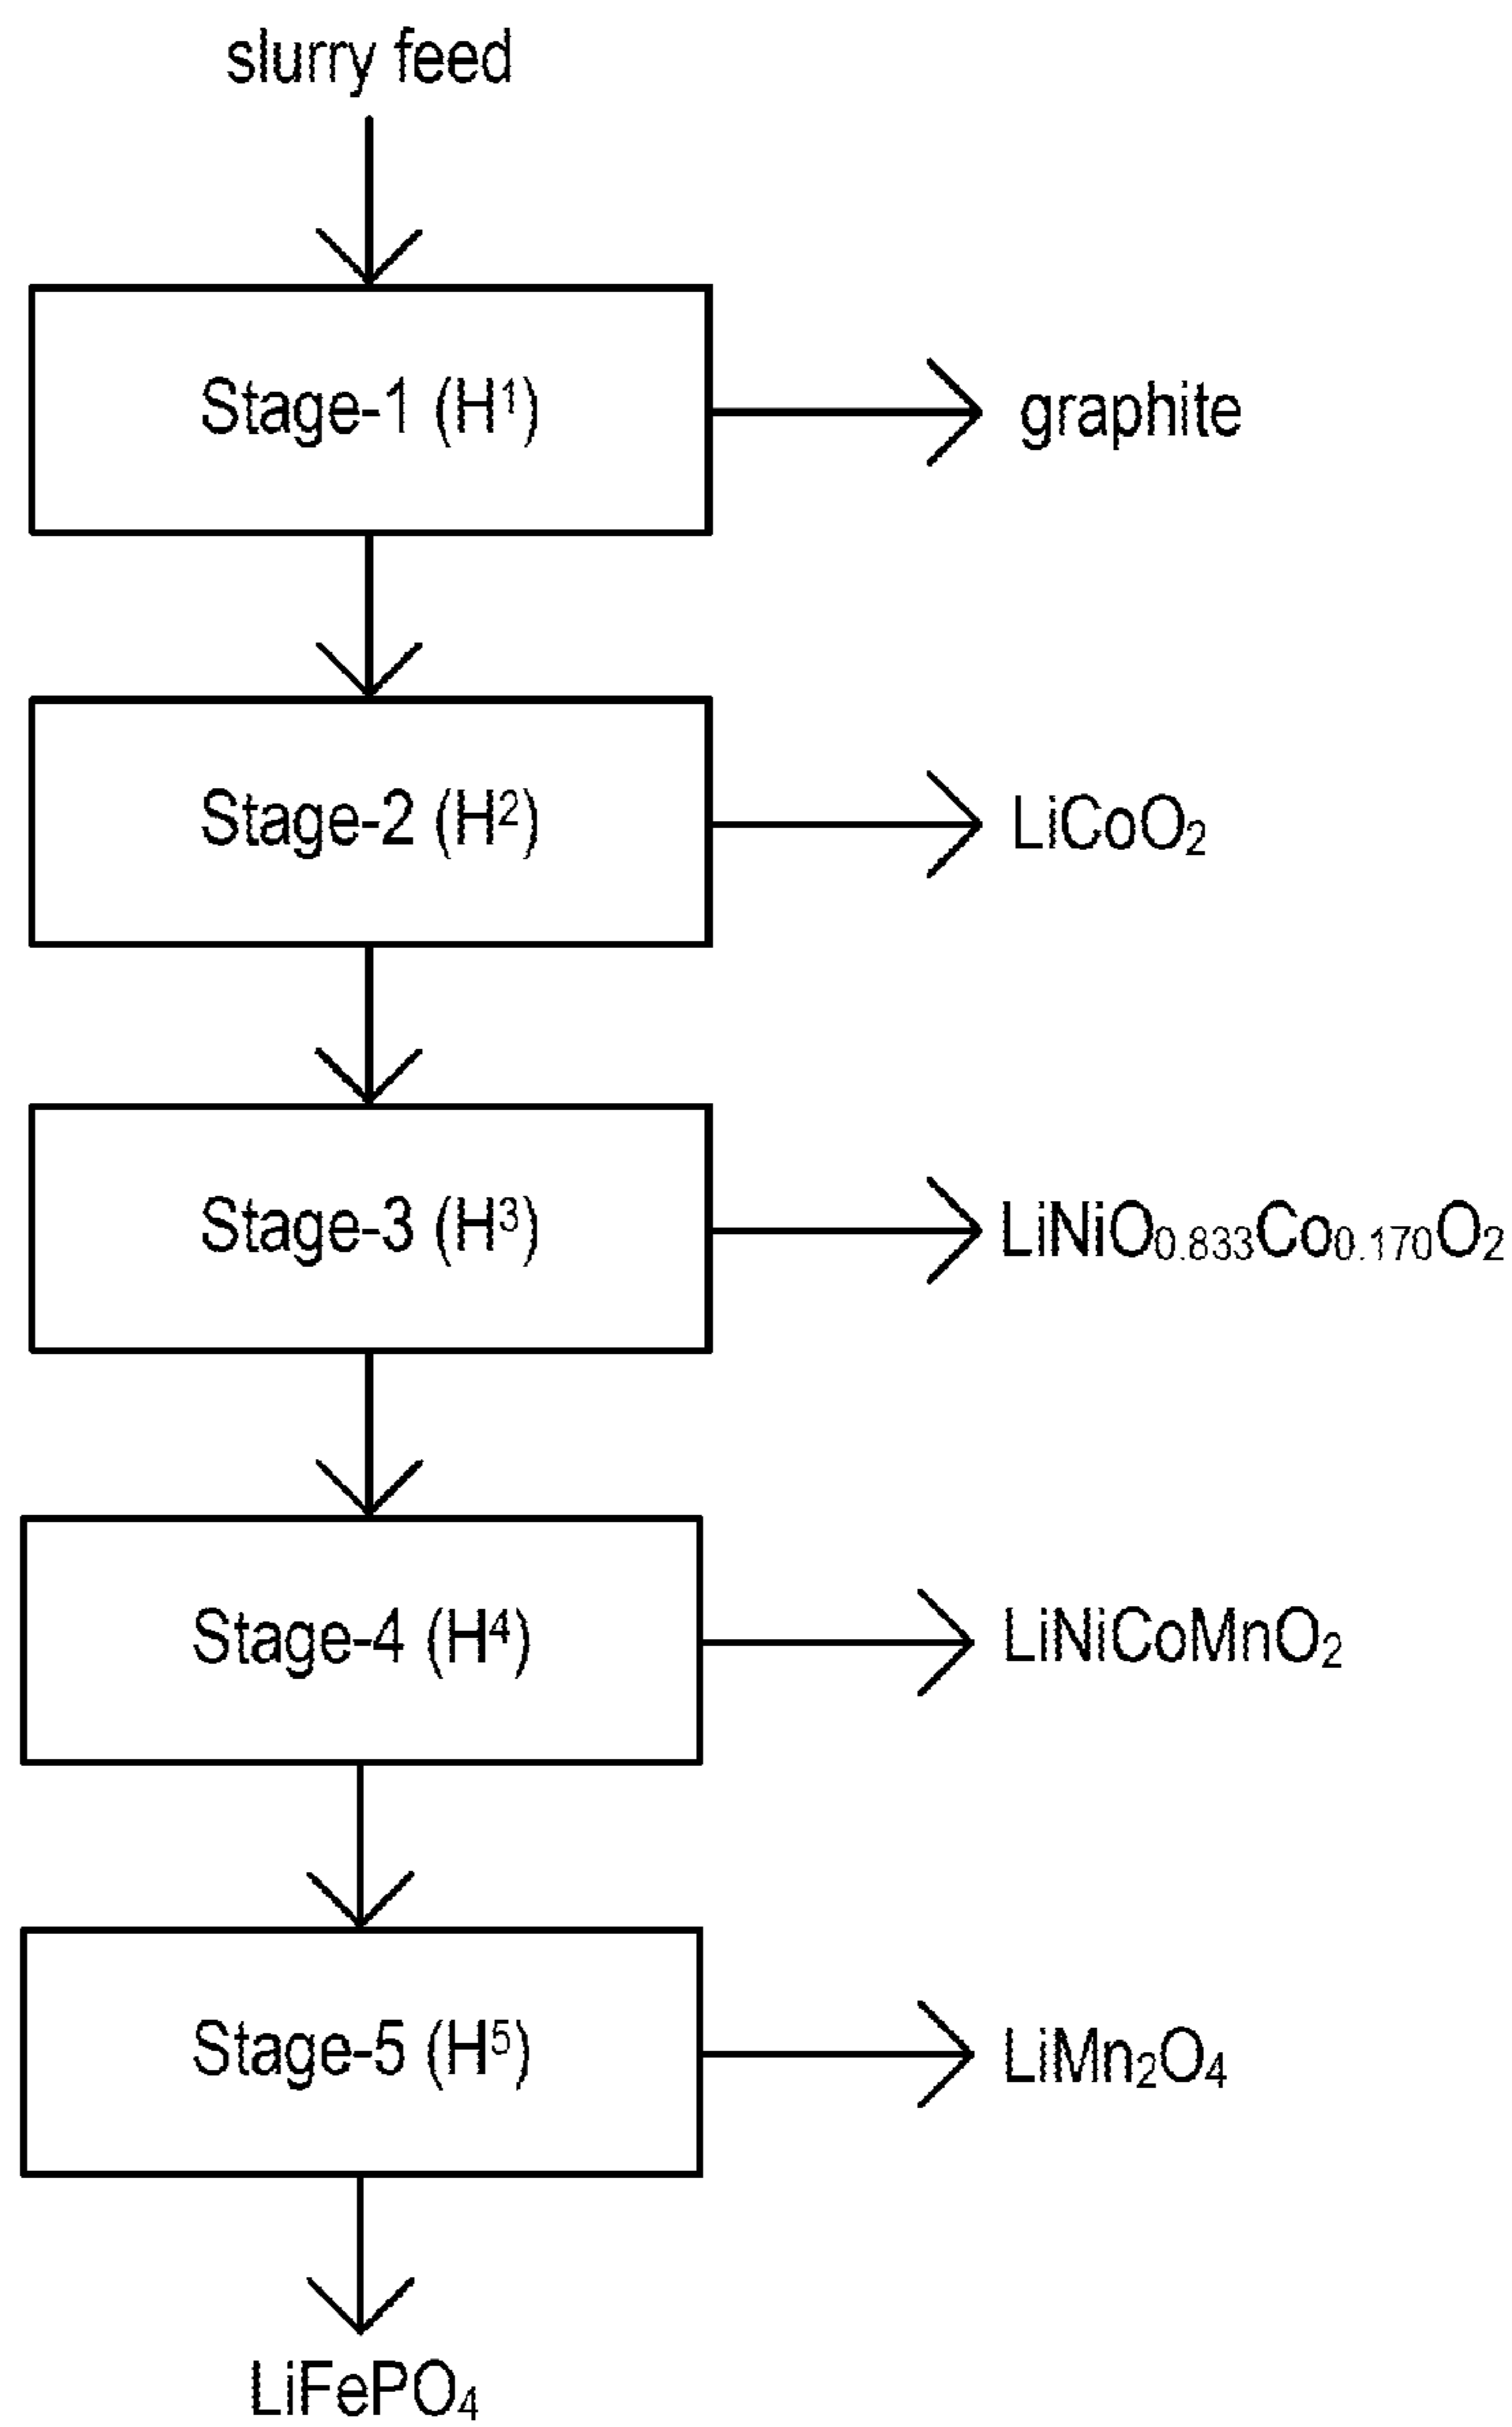 slurry feed
Stage-1 (H¹)
graphite
Stage-2 (H²)
LiCoO₂
Stage-3 (H³)
LiNiO₀.₈₃₃Co₀.₁₇₀O₂
Stage-4 (H⁴)
LiNiCoMnO₂
Stage-5 (H⁵)
LiMn₂O₄
LiFePO₄